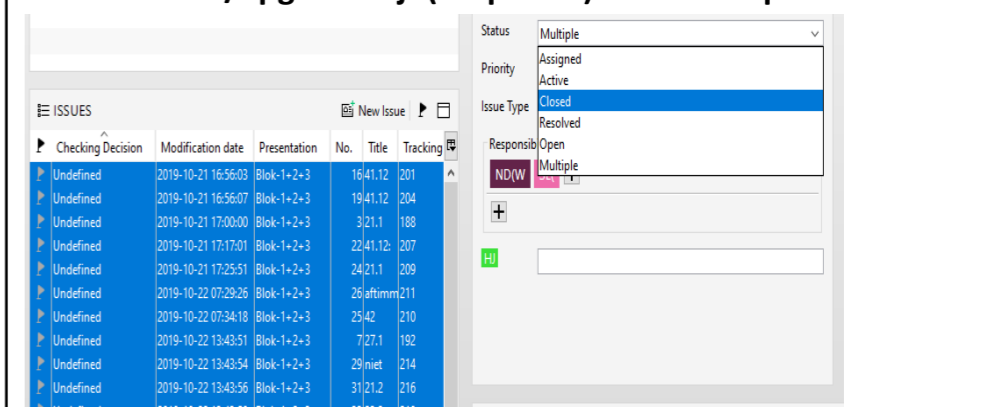 Status Multiple
Assigned
Priority
Active
ISSUES New Issue
Issue Type Closed
Resolved
Checking Decision Modification date Presentation No. Title Tracking
Open
Multiple
ND(W
Undefined 2019-10-21 16:56:03 Blok-1+2+3 16 41.12 201
Undefined 2019-10-21 16:56:07 Blok-1+2+3 19 41.12 204
Undefined 2019-10-21 17:00:00 Blok-1+2+3 3 21.1 188
Undefined 2019-10-21 17:17:01 Blok-1+2+3 22 41.12: 207
Undefined 2019-10-21 17:25:51 Blok-1+2+3 24 21.1 209
Undefined 2019-10-22 07:29:26 Blok-1+2+3 26 aftimm 211
Undefined 2019-10-22 07:34:18 Blok-1+2+3 25 42 210
Undefined 2019-10-22 13:43:51 Blok-1+2+3 7 27.1 192
Undefined 2019-10-22 13:43:54 Blok-1+2+3 29 niet 214
Undefined 2019-10-22 13:43:56 Blok-1+2+3 31 21.2 216
+
HJ